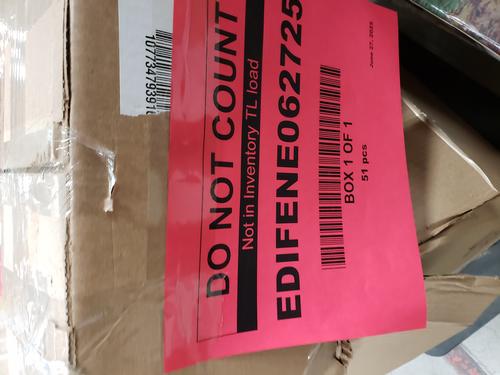 DO NOT COUNT
Not in Inventory TL load
EDIFENE062725
BOX 1 OF 1
51 pcs
June 27, 2025